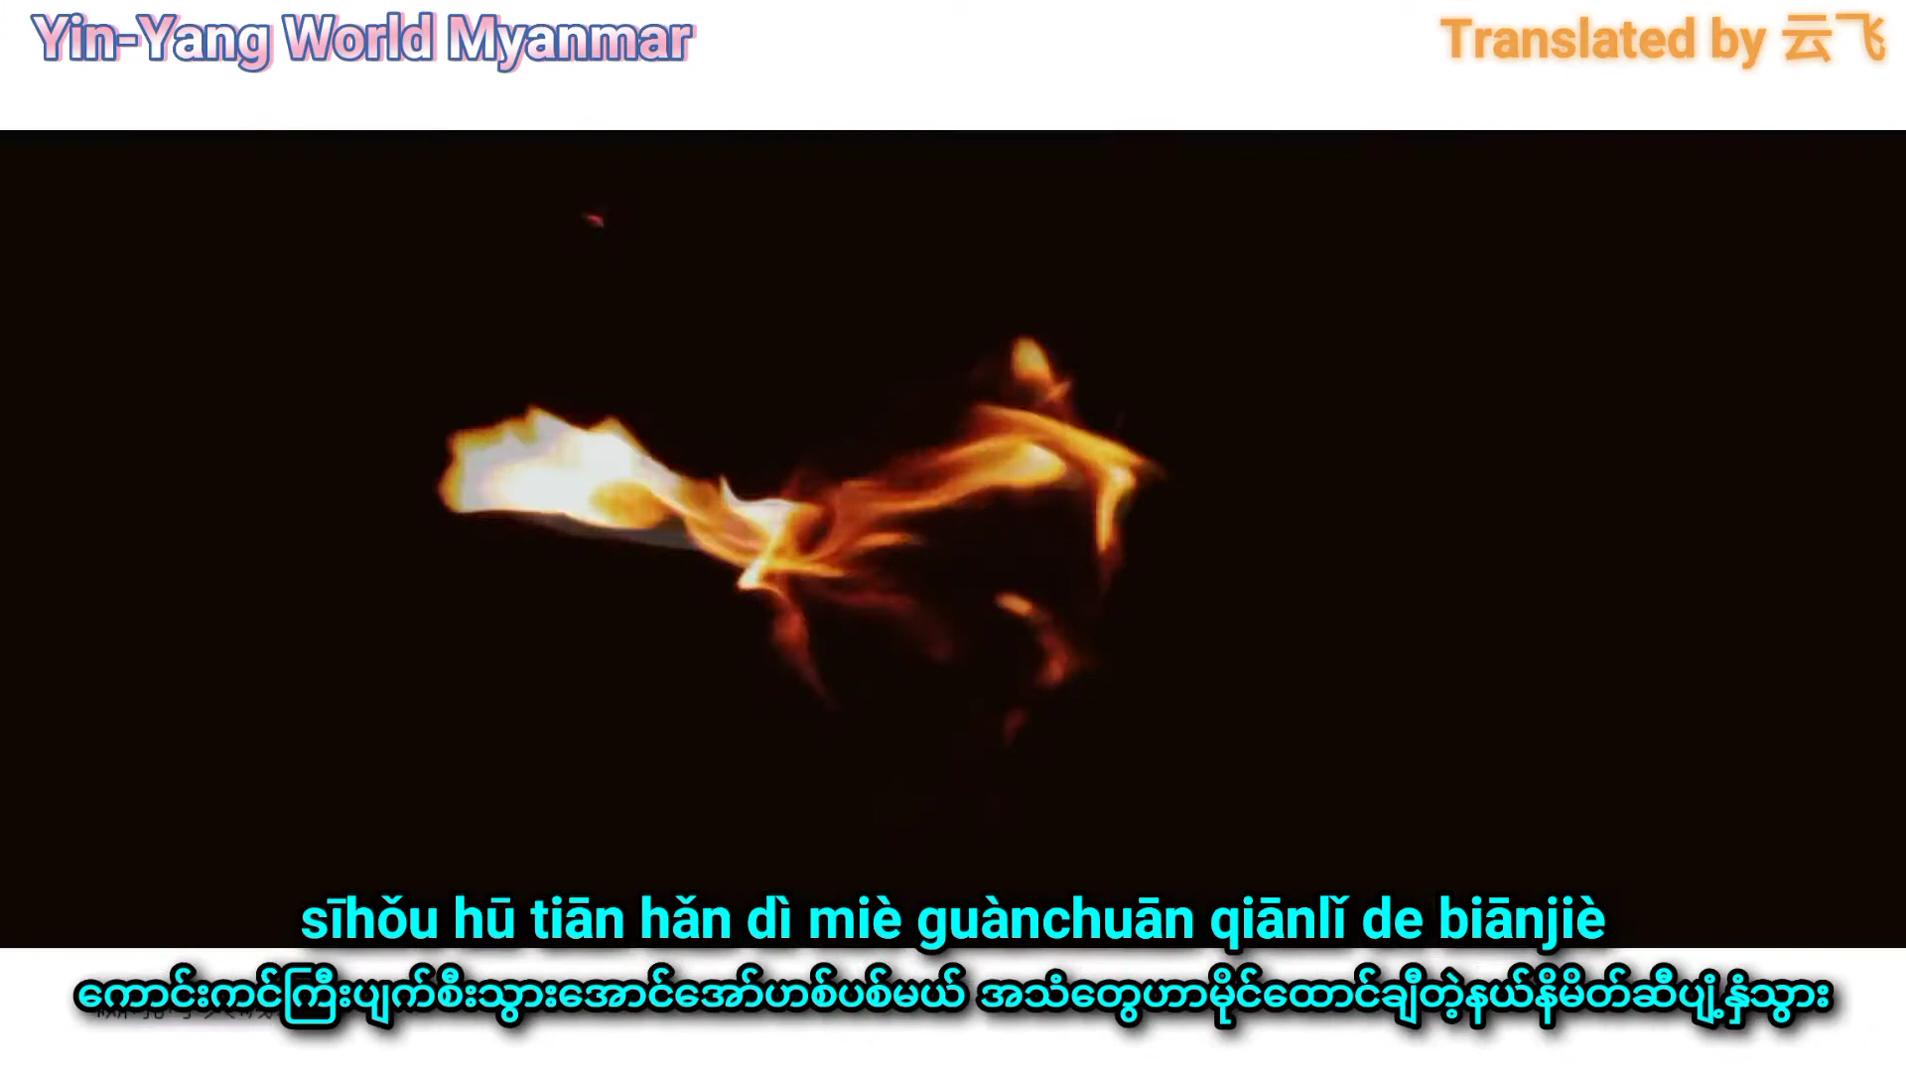 Yin-Yang World Myanmar
Translated by 云飞
sīhǒu hū tiān hǎn dì miè guànchuān qiānlǐ de biānjiè
ကောင်းကင်ကြီးပျက်စီးသွားအောင်အော်ဟစ်ပစ်မယ် အသံတွေဟာမိုင်ထောင်ချီတဲ့နယ်နိမိတ်ဆီပျံ့နှံသွား